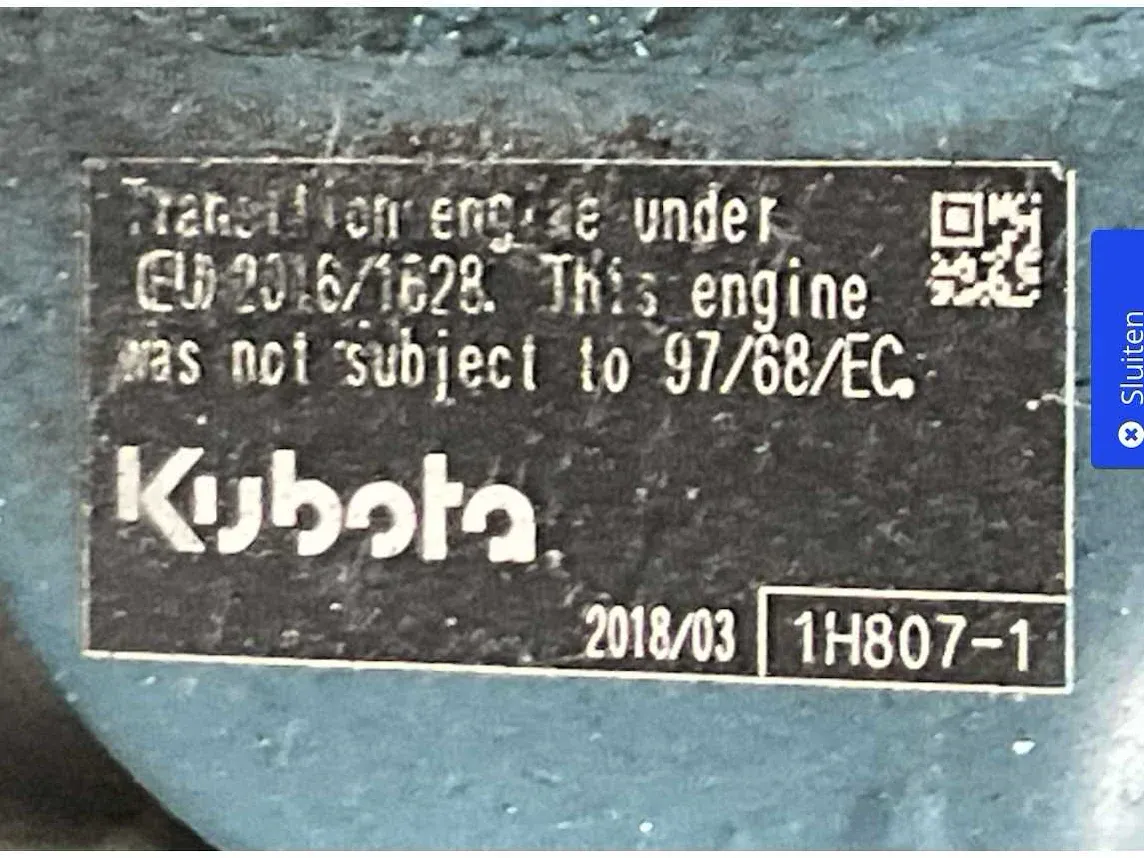 Transition engine under
(EU)2016/1628. This engine
was not subject to 97/68/EC.
Kubota
2018/03
1H807-1
Sluiten